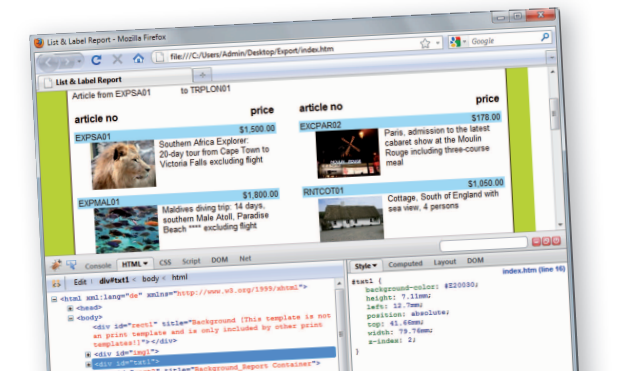 List & Label Report - Mozilla Firefox
file:///C:/Users/Admin/Desktop/Export/index.htm
Google
List & Label Report
Article from EXPSA01 to TRPLON01
article no price
EXPSA01 $1,500.00
Southern Africa Explorer:
20-day tour from Cape Town to
Victoria Falls excluding flight
EXPMAL01 $1,800.00
Maldives diving trip: 14 days,
southern Male Atoll, Paradise
Beach **** excluding flight
article no price
EXCPAR02 $178.00
Paris, admission to the latest
cabaret show at the Moulin
Rouge including three-course
meal
RNTCOT01 $1,050.00
Cottage, South of England with
sea view, 4 persons
Console HTML CSS Script DOM Net
Edit div#txt1 < body < html
<html xml:lang="de" xmlns="http://www.w3.org/1999/xhtml">
<head>
<body>
<div id="rect1" title="Background (This template is not
an print template and is only included by other print
templates!)"></div>
<div id="img1">
<div id="txt1">
title="Background_Report Container">
Style Computed Layout DOM
index.htm (line 16)
#txt1 {
background-color: #E20030;
height: 7.11mm;
left: 12.7mm;
position: absolute;
top: 41.66mm;
width: 79.76mm;
z-index: 2;
}